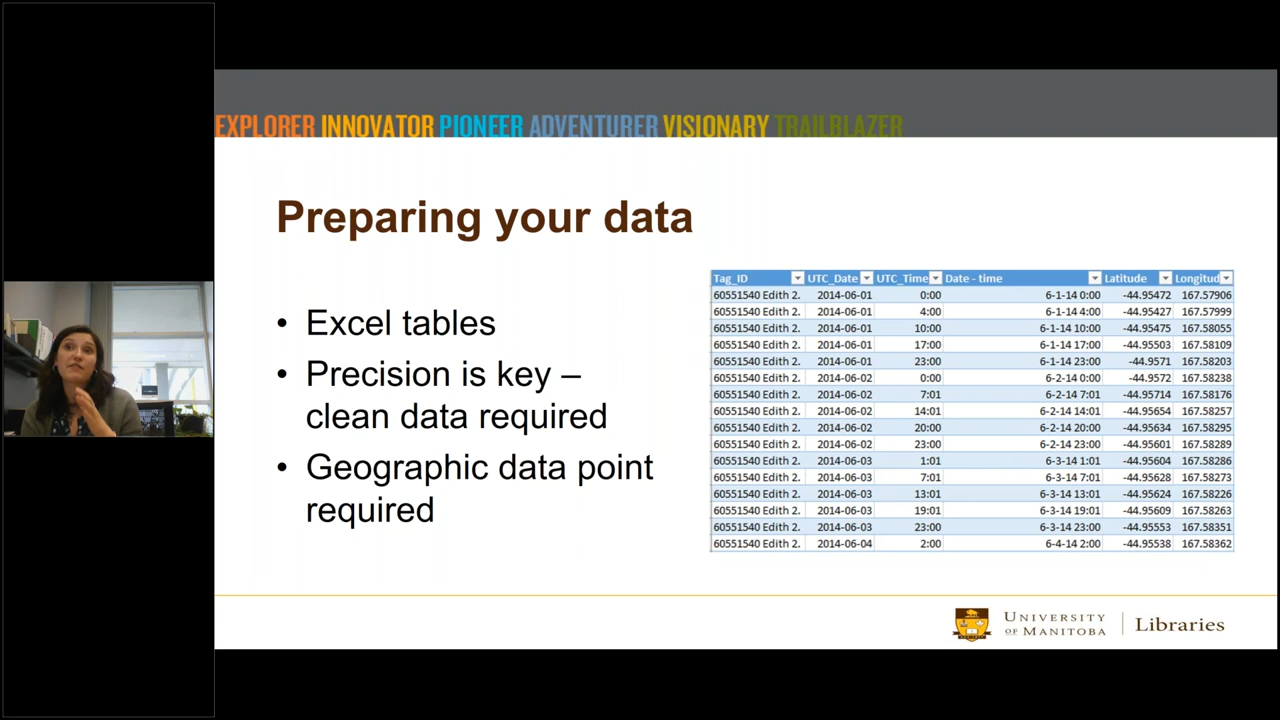 EXPLORER INNOVATOR PIONEER ADVENTURER VISIONARY TRAILBLAZER
Preparing your data
• Excel tables
• Precision is key –
clean data required
• Geographic data point
required
Tag_ID UTC_Date UTC_Time Date - time Latitude Longitud
60551540 Edith 2. 2014-06-01 0:00 6-1-14 0:00 -44.95472 167.57906
60551540 Edith 2. 2014-06-01 4:00 6-1-14 4:00 -44.95427 167.57999
60551540 Edith 2. 2014-06-01 10:00 6-1-14 10:00 -44.95475 167.58055
60551540 Edith 2. 2014-06-01 17:00 6-1-14 17:00 -44.95503 167.58109
60551540 Edith 2. 2014-06-01 23:00 6-1-14 23:00 -44.9571 167.58203
60551540 Edith 2. 2014-06-02 0:00 6-2-14 0:00 -44.9572 167.58238
60551540 Edith 2. 2014-06-02 7:01 6-2-14 7:01 -44.95714 167.58176
60551540 Edith 2. 2014-06-02 14:01 6-2-14 14:01 -44.95654 167.58257
60551540 Edith 2. 2014-06-02 20:00 6-2-14 20:00 -44.95634 167.58295
60551540 Edith 2. 2014-06-02 23:00 6-2-14 23:00 -44.95601 167.58289
60551540 Edith 2. 2014-06-03 1:01 6-3-14 1:01 -44.95604 167.58286
60551540 Edith 2. 2014-06-03 7:01 6-3-14 7:01 -44.95628 167.58273
60551540 Edith 2. 2014-06-03 13:01 6-3-14 13:01 -44.95624 167.58226
60551540 Edith 2. 2014-06-03 19:01 6-3-14 19:01 -44.95609 167.58263
60551540 Edith 2. 2014-06-03 23:00 6-3-14 23:00 -44.95553 167.58351
60551540 Edith 2. 2014-06-04 2:00 6-4-14 2:00 -44.95538 167.58362
UNIVERSITY
OF MANITOBA
Libraries